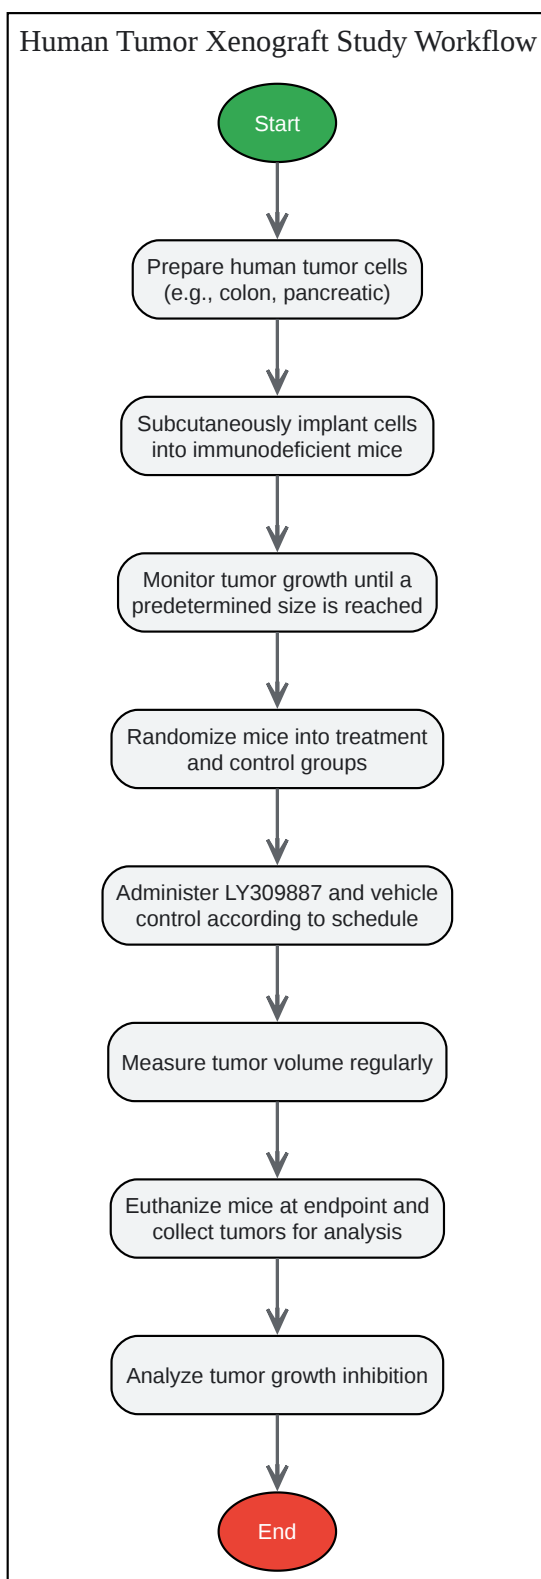 Human Tumor Xenograft Study Workflow
Start
Prepare human tumor cells
(e.g., colon, pancreatic)
Subcutaneously implant cells
into immunodeficient mice
Monitor tumor growth until a
predetermined size is reached
Randomize mice into treatment
and control groups
Administer LY309887 and vehicle
control according to schedule
Measure tumor volume regularly
Euthanize mice at endpoint and
collect tumors for analysis
Analyze tumor growth inhibition
End